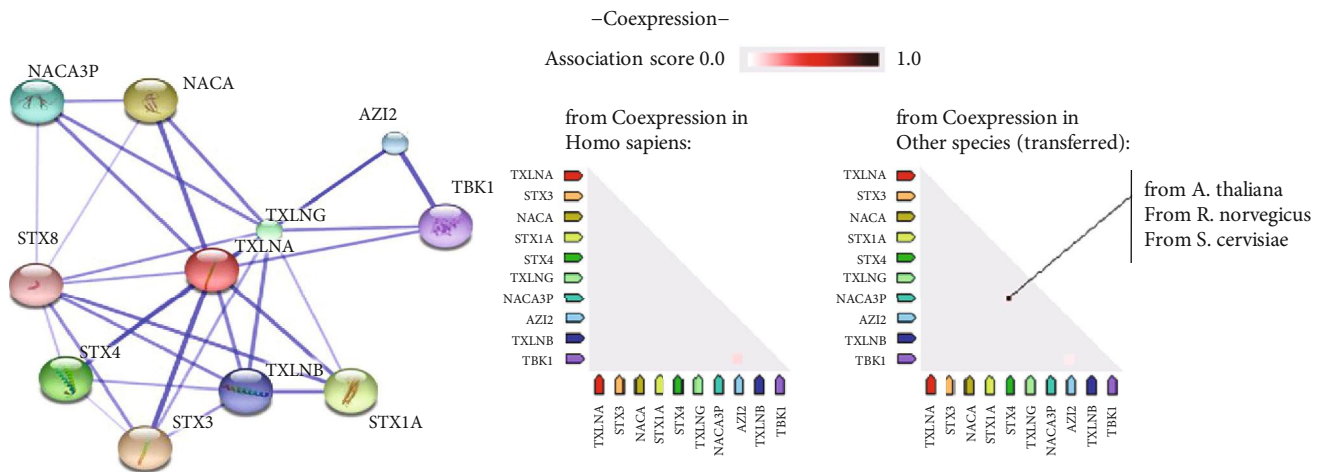 –Coexpression–
Association score 0.0 1.0
NACA3P
NACA
AZI2
TBK1
TXLNG
TXLNA
STX8
STX4
TXLNB
STX3
STX1A
from Coexpression in
Homo sapiens:
TXLNA
STX3
NACA
STX1A
STX4
TXLNG
NACA3P
AZI2
TXLNB
TBK1
TXLNA
STX3
NACA
STX1A
STX4
TXLNG
NACA3P
AZI2
TXLNB
TBK1
from Coexpression in
Other species (transferred):
TXLNA
STX3
NACA
STX1A
STX4
TXLNG
NACA3P
AZI2
TXLNB
TBK1
TXLNA
STX3
NACA
STX1A
STX4
TXLNG
NACA3P
AZI2
TXLNB
TBK1
from A. thaliana
From R. norvegicus
From S. cervisiae